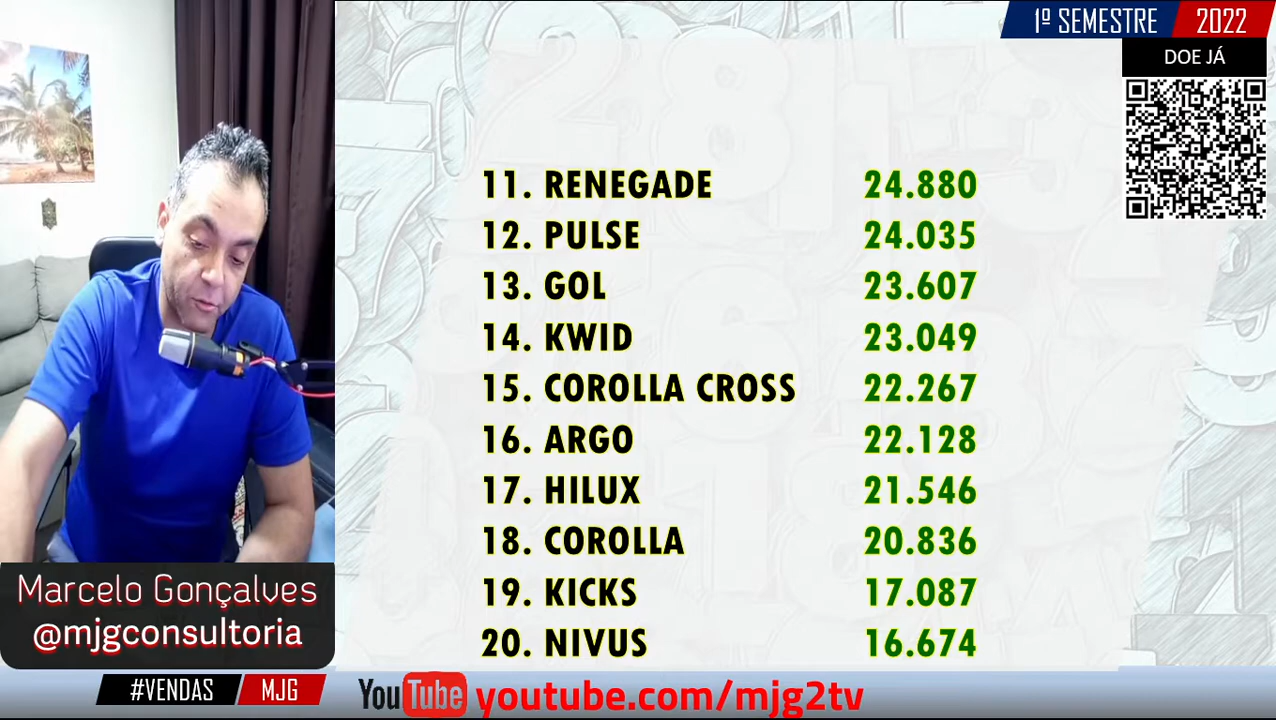 1º SEMESTRE 2022
DOE JÁ
11. RENEGADE 24.880
12. PULSE 24.035
13. GOL 23.607
14. KWID 23.049
15. COROLLA CROSS 22.267
16. ARGO 22.128
17. HILUX 21.546
18. COROLLA 20.836
19. KICKS 17.087
20. NIVUS 16.674
Marcelo Gonçalves
@mjgconsultoria
#VENDAS MJG YouTube youtube.com/mjg2tv